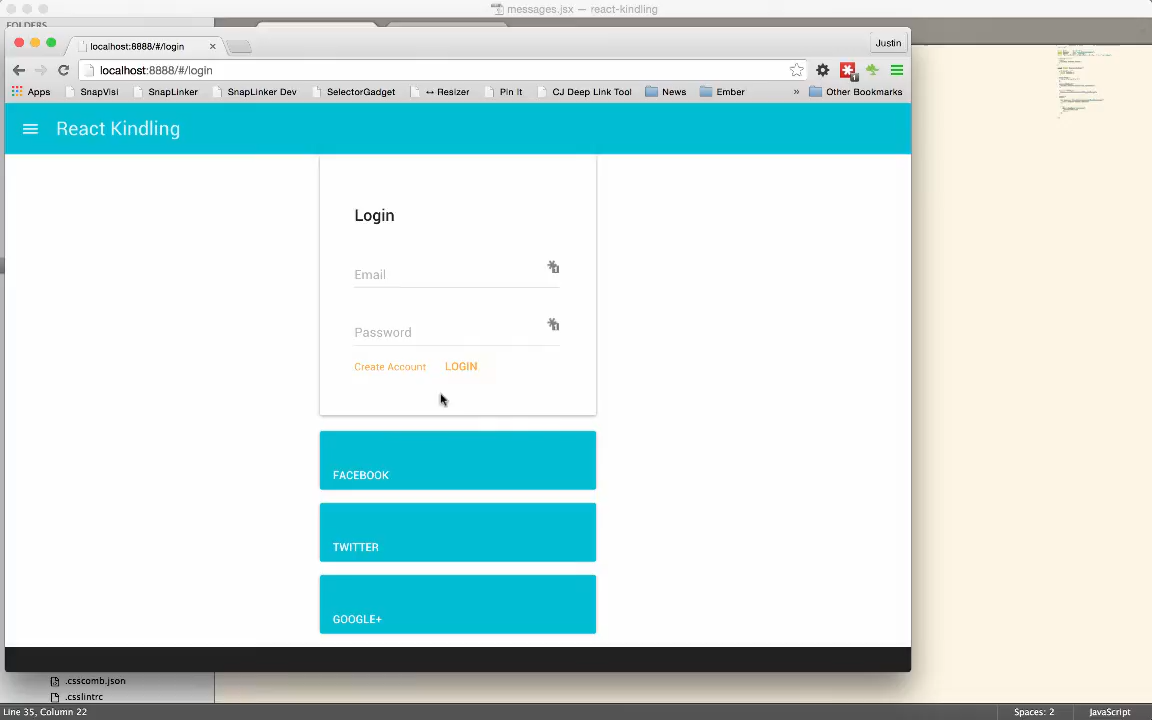 messages.jsx — react-kindling
FOLDERS
localhost:8888/#/login
Justin
localhost:8888/#/login
Apps SnapVisi SnapLinker SnapLinker Dev SelectorGadget ↔ Resizer Pin It CJ Deep Link Tool News Ember » Other Bookmarks
React Kindling
Login
Email
Password
Create Account LOGIN
FACEBOOK
TWITTER
GOOGLE+
.csscomb.json
.csslintrc
Line 35, Column 22 Spaces: 2 JavaScript